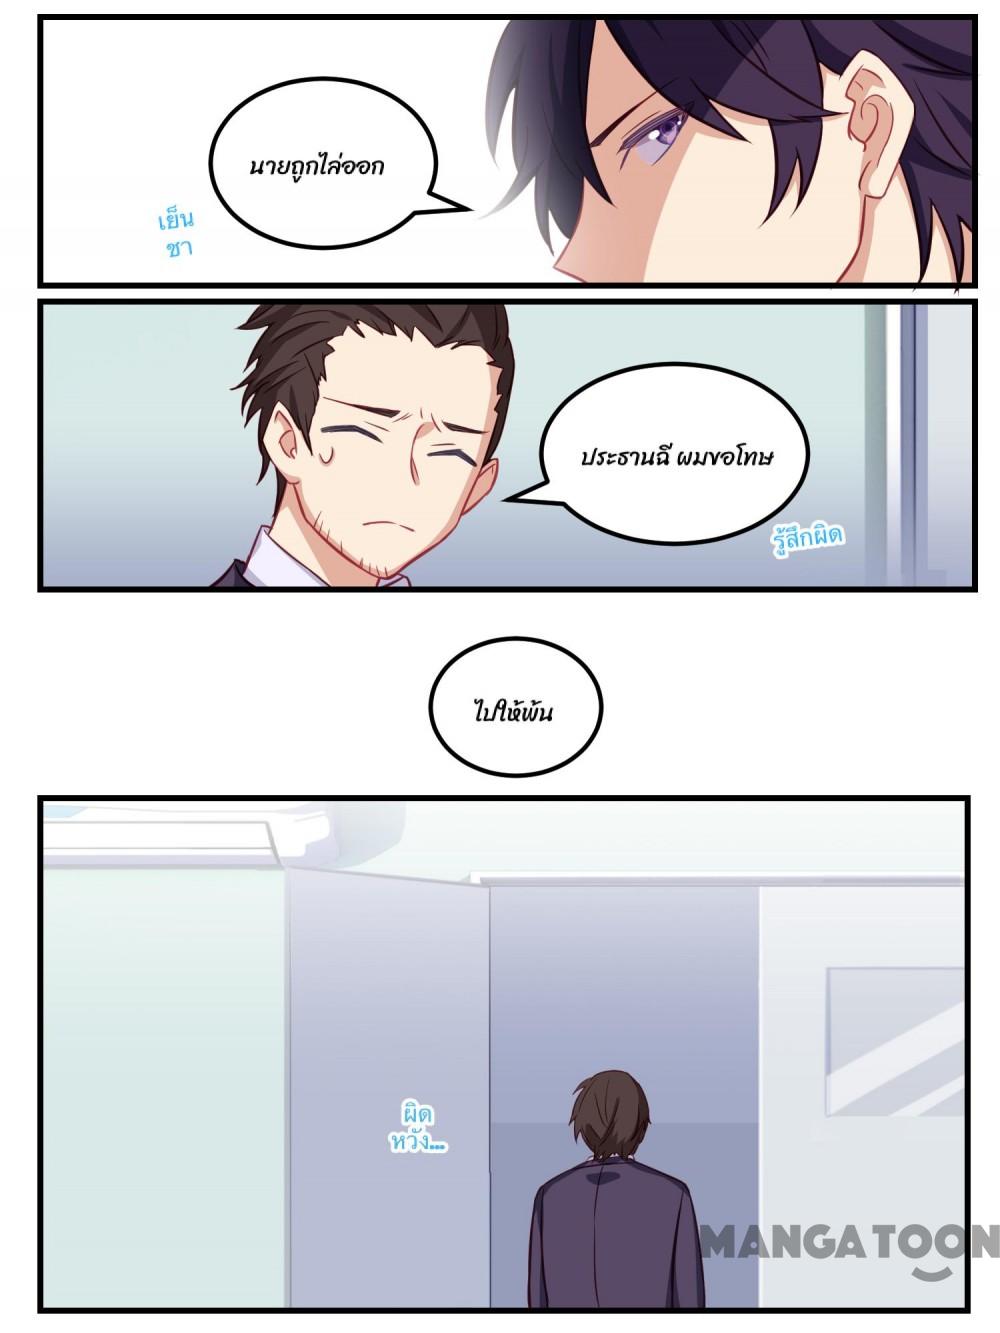 นายถูกไล่ออก
เย็น
ชา
ประธานฉี ผมขอโทษ
รู้สึกผิด
ไปให้พ้น
ผิด
หวัง...
MANGATOON